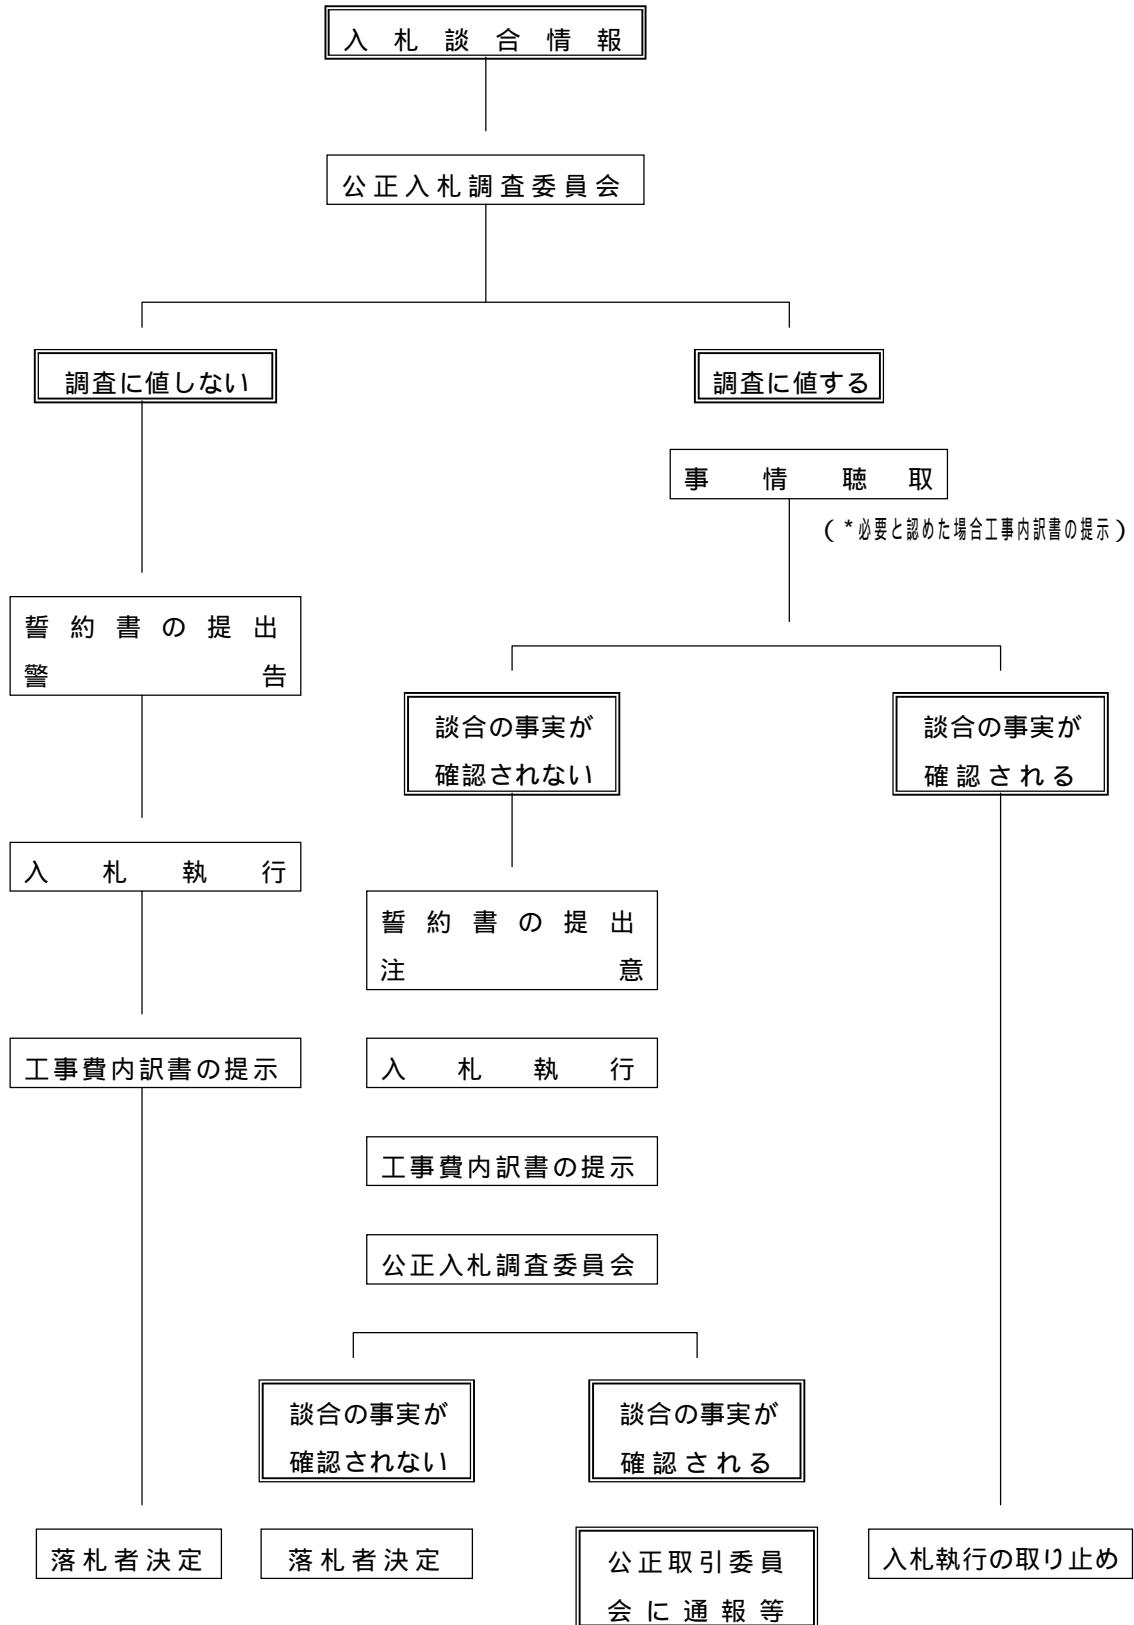 入札談合情報
公正入札調査委員会
調査に値しない
調査に値する
事情聴取
(*必要と認めた場合工事内訳書の提示)
誓約書の提出
警告
談合の事実が
確認されない
談合の事実が
確認される
入札執行
誓約書の提出
注意
工事費内訳書の提示
入札執行
工事費内訳書の提示
公正入札調査委員会
談合の事実が
確認されない
談合の事実が
確認される
落札者決定
落札者決定
公正取引委員
会に通報等
入札執行の取り止め